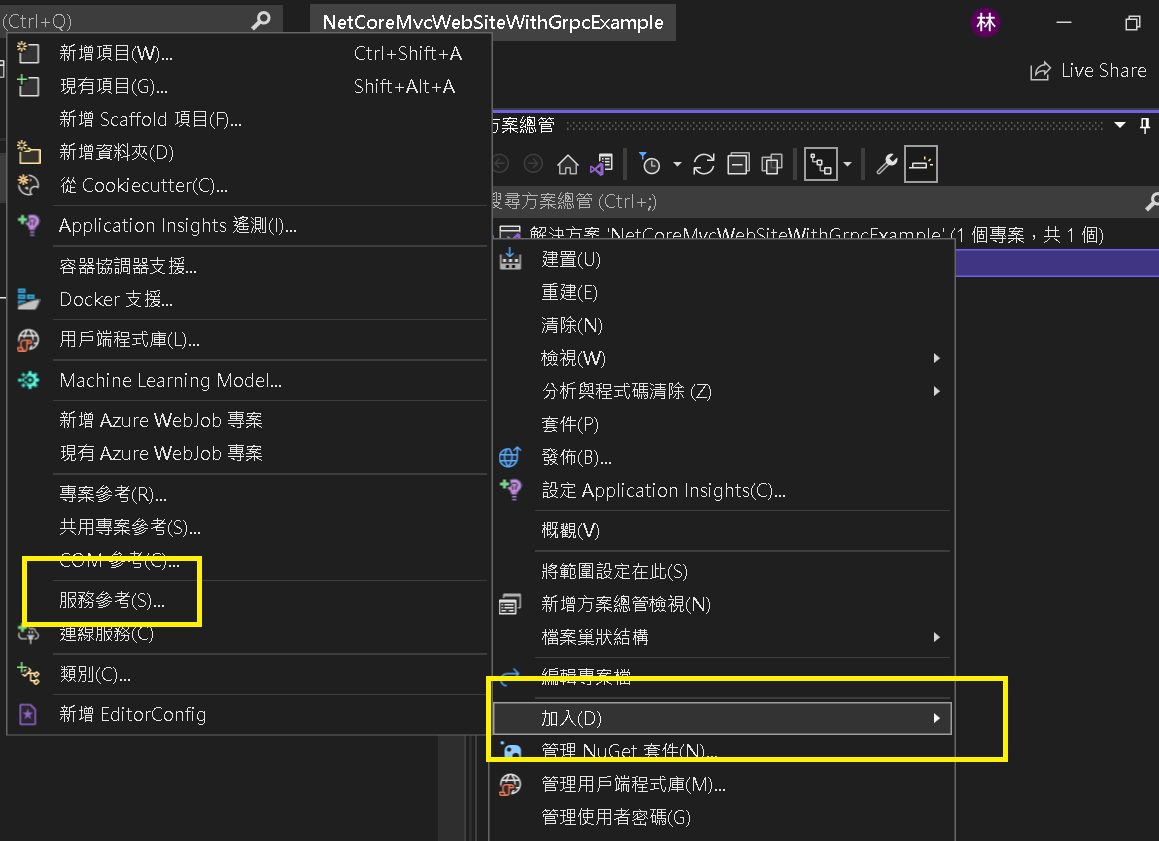 (Ctrl+Q)
NetCoreMvcWebSiteWithGrpcExample
林
Live Share
新增項目(W)... Ctrl+Shift+A
現有項目(G)... Shift+Alt+A
新增 Scaffold 項目(F)...
新增資料夾(D)
從 Cookiecutter(C)...
Application Insights 遙測(I)...
容器協調器支援...
Docker 支援...
用戶端程式庫(L)...
Machine Learning Model...
新增 Azure WebJob 專案
現有 Azure WebJob 專案
專案參考(R)...
共用專案參考(S)...
COM 參考(C)...
服務參考(S)...
連線服務(C)
類別(C)...
新增 EditorConfig
方案總管
搜尋方案總管 (Ctrl+;)
解決方案 'NetCoreMvcWebSiteWithGrpcExample' (1 個專案，共 1 個)
建置(U)
重建(E)
清除(N)
檢視(W)
分析與程式碼清除 (Z)
套件(P)
發佈(B)...
設定 Application Insights(C)...
概觀(V)
將範圍設定在此(S)
新增方案總管檢視(N)
檔案巢狀結構
編輯專案檔
加入(D)
管理 NuGet 套件(N)...
管理用戶端程式庫(M)...
管理使用者密碼(G)